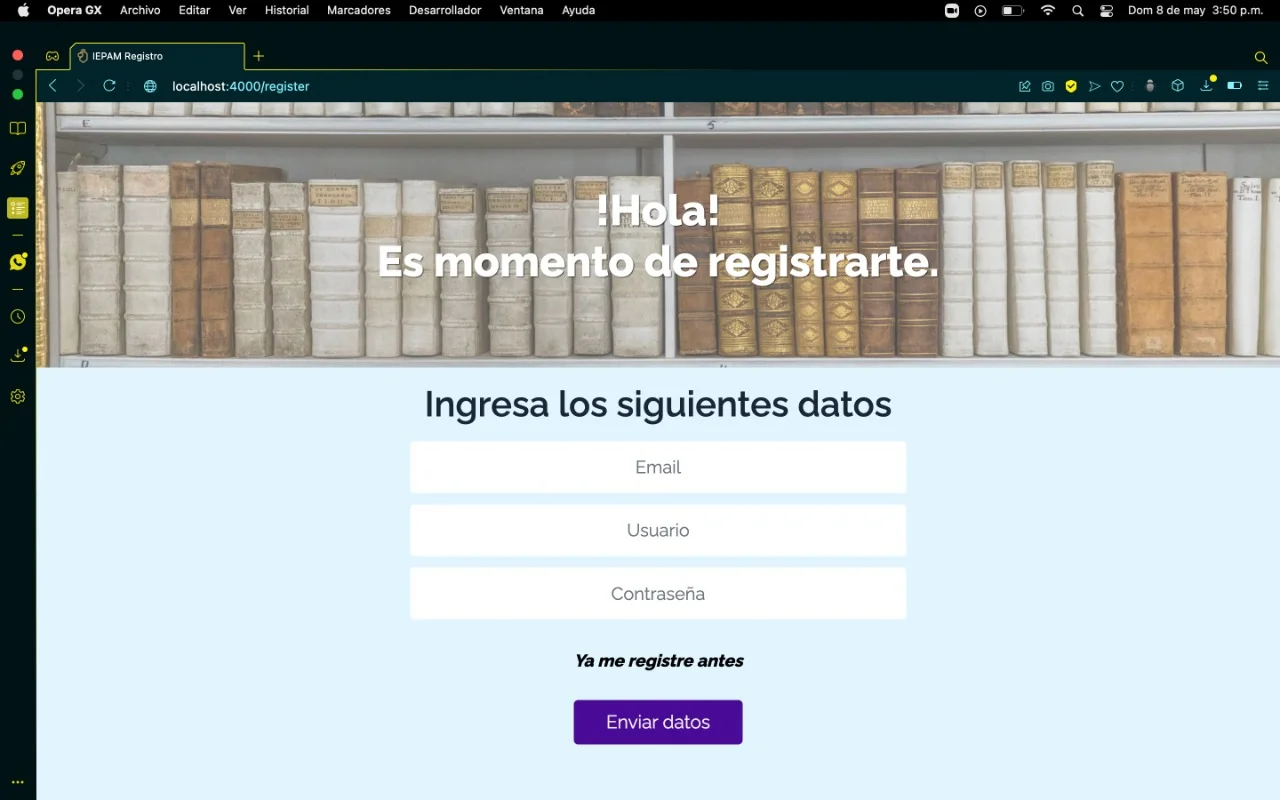 Opera GX Archivo Editar Ver Historial Marcadores Desarrollador Ventana Ayuda Dom 8 de may 3:50 p.m.
IEPAM Registro
localhost:4000/register
E 5
!Hola!
Es momento de registrarte.
D
Ingresa los siguientes datos
Email
Usuario
Contraseña
Ya me registre antes
Enviar datos